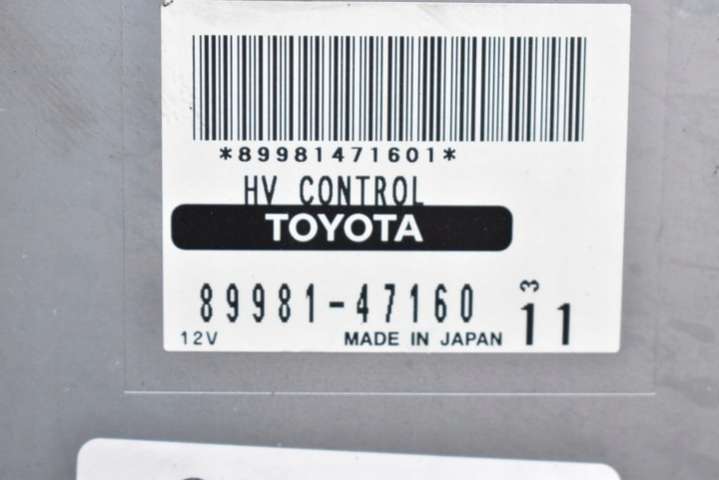 *89981471601*
HV CONTROL
TOYOTA
89981-47160
3
11
12V
MADE IN JAPAN